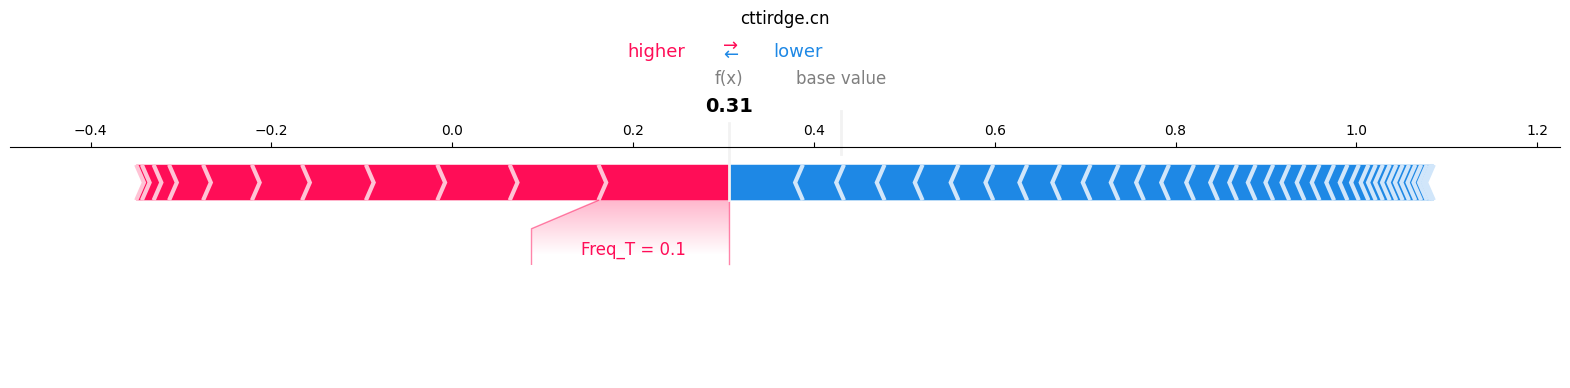 cttirdge.cn
higher → ← lower
f(x) base value
0.31
−0.4 −0.2 0.0 0.2 0.4 0.6 0.8 1.0 1.2
Freq_T = 0.1